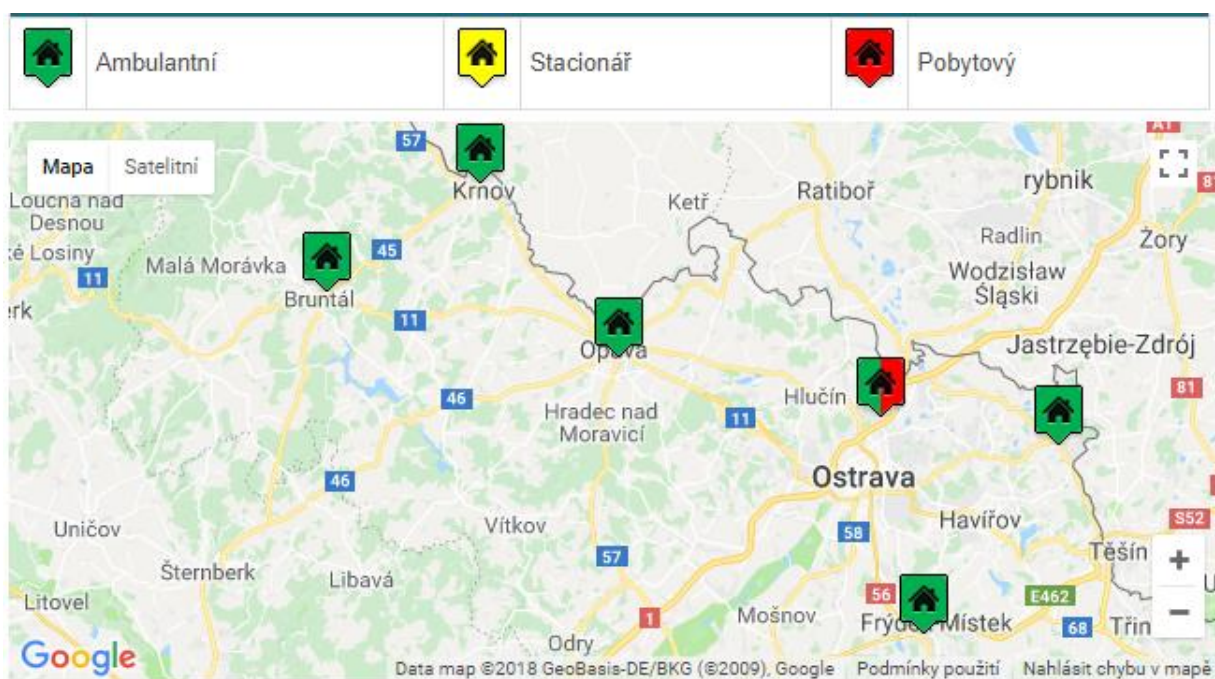 Ambulantní
Stacionář
Pobytový
Mapa
Satelitní
57
A1
Krnov
Ketř
Ratiboř
rybnik
81
Loučná nad
Desnou
ké Losiny
11
Malá Morávka
45
Radlin
Żory
Bruntál
Wodzisław
Śląski
erk
11
Opava
Jastrzębie-Zdrój
46
Hradec nad
Moravicí
11
Hlučín
81
46
Ostrava
Uničov
Vítkov
58
Havířov
S52
Šternberk
Libavá
57
Těšín
+
Litovel
56
E462
1
Mošnov
Frýdek-Místek
68
Třin
−
Odry
Google
Data map ©2018 GeoBasis-DE/BKG (©2009), Google
Podmínky použití
Nahlásit chybu v mapě